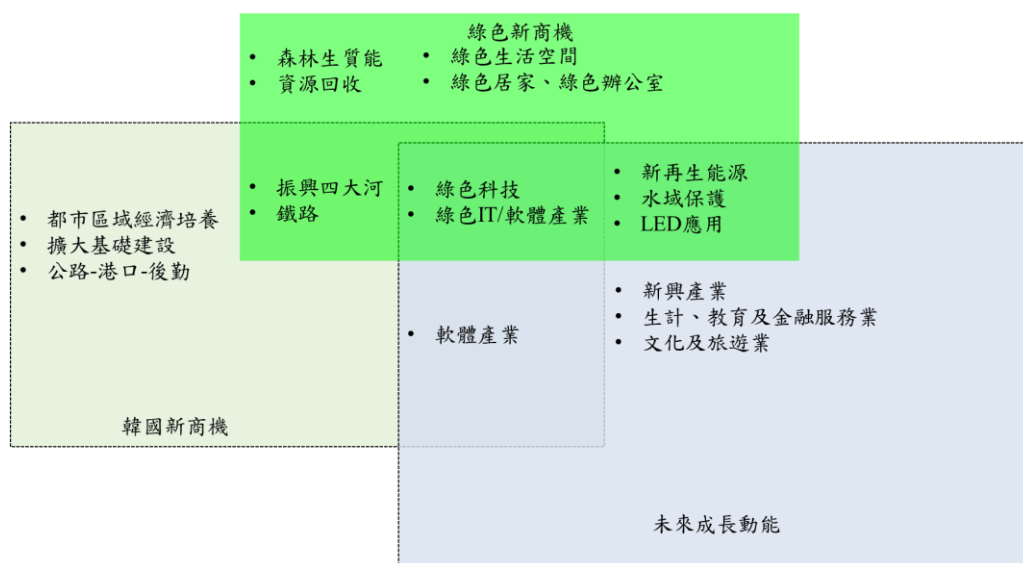 綠色新商機
• 森林生質能
• 資源回收
• 綠色生活空間
• 綠色居家、綠色辦公室
• 振興四大河
• 鐵路
• 綠色科技
• 綠色IT/軟體產業
• 新再生能源
• 水域保護
• LED應用
• 都市區域經濟培養
• 擴大基礎建設
• 公路-港口-後勤
• 軟體產業
• 新興產業
• 生計、教育及金融服務業
• 文化及旅遊業
韓國新商機
未來成長動能